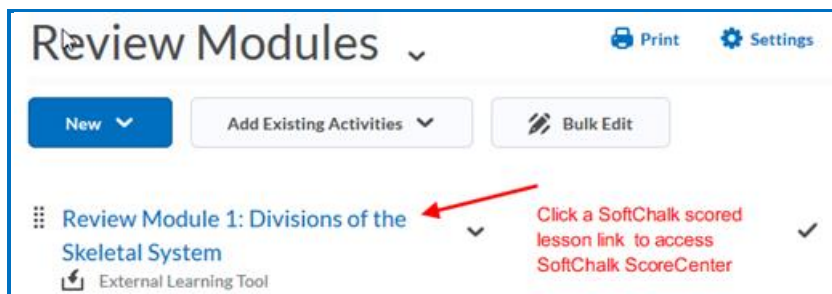 Review Modules
Print
Settings
New
Add Existing Activities
Bulk Edit
Review Module 1: Divisions of the
Skeletal System
External Learning Tool
Click a SoftChalk scored
lesson link to access
SoftChalk ScoreCenter